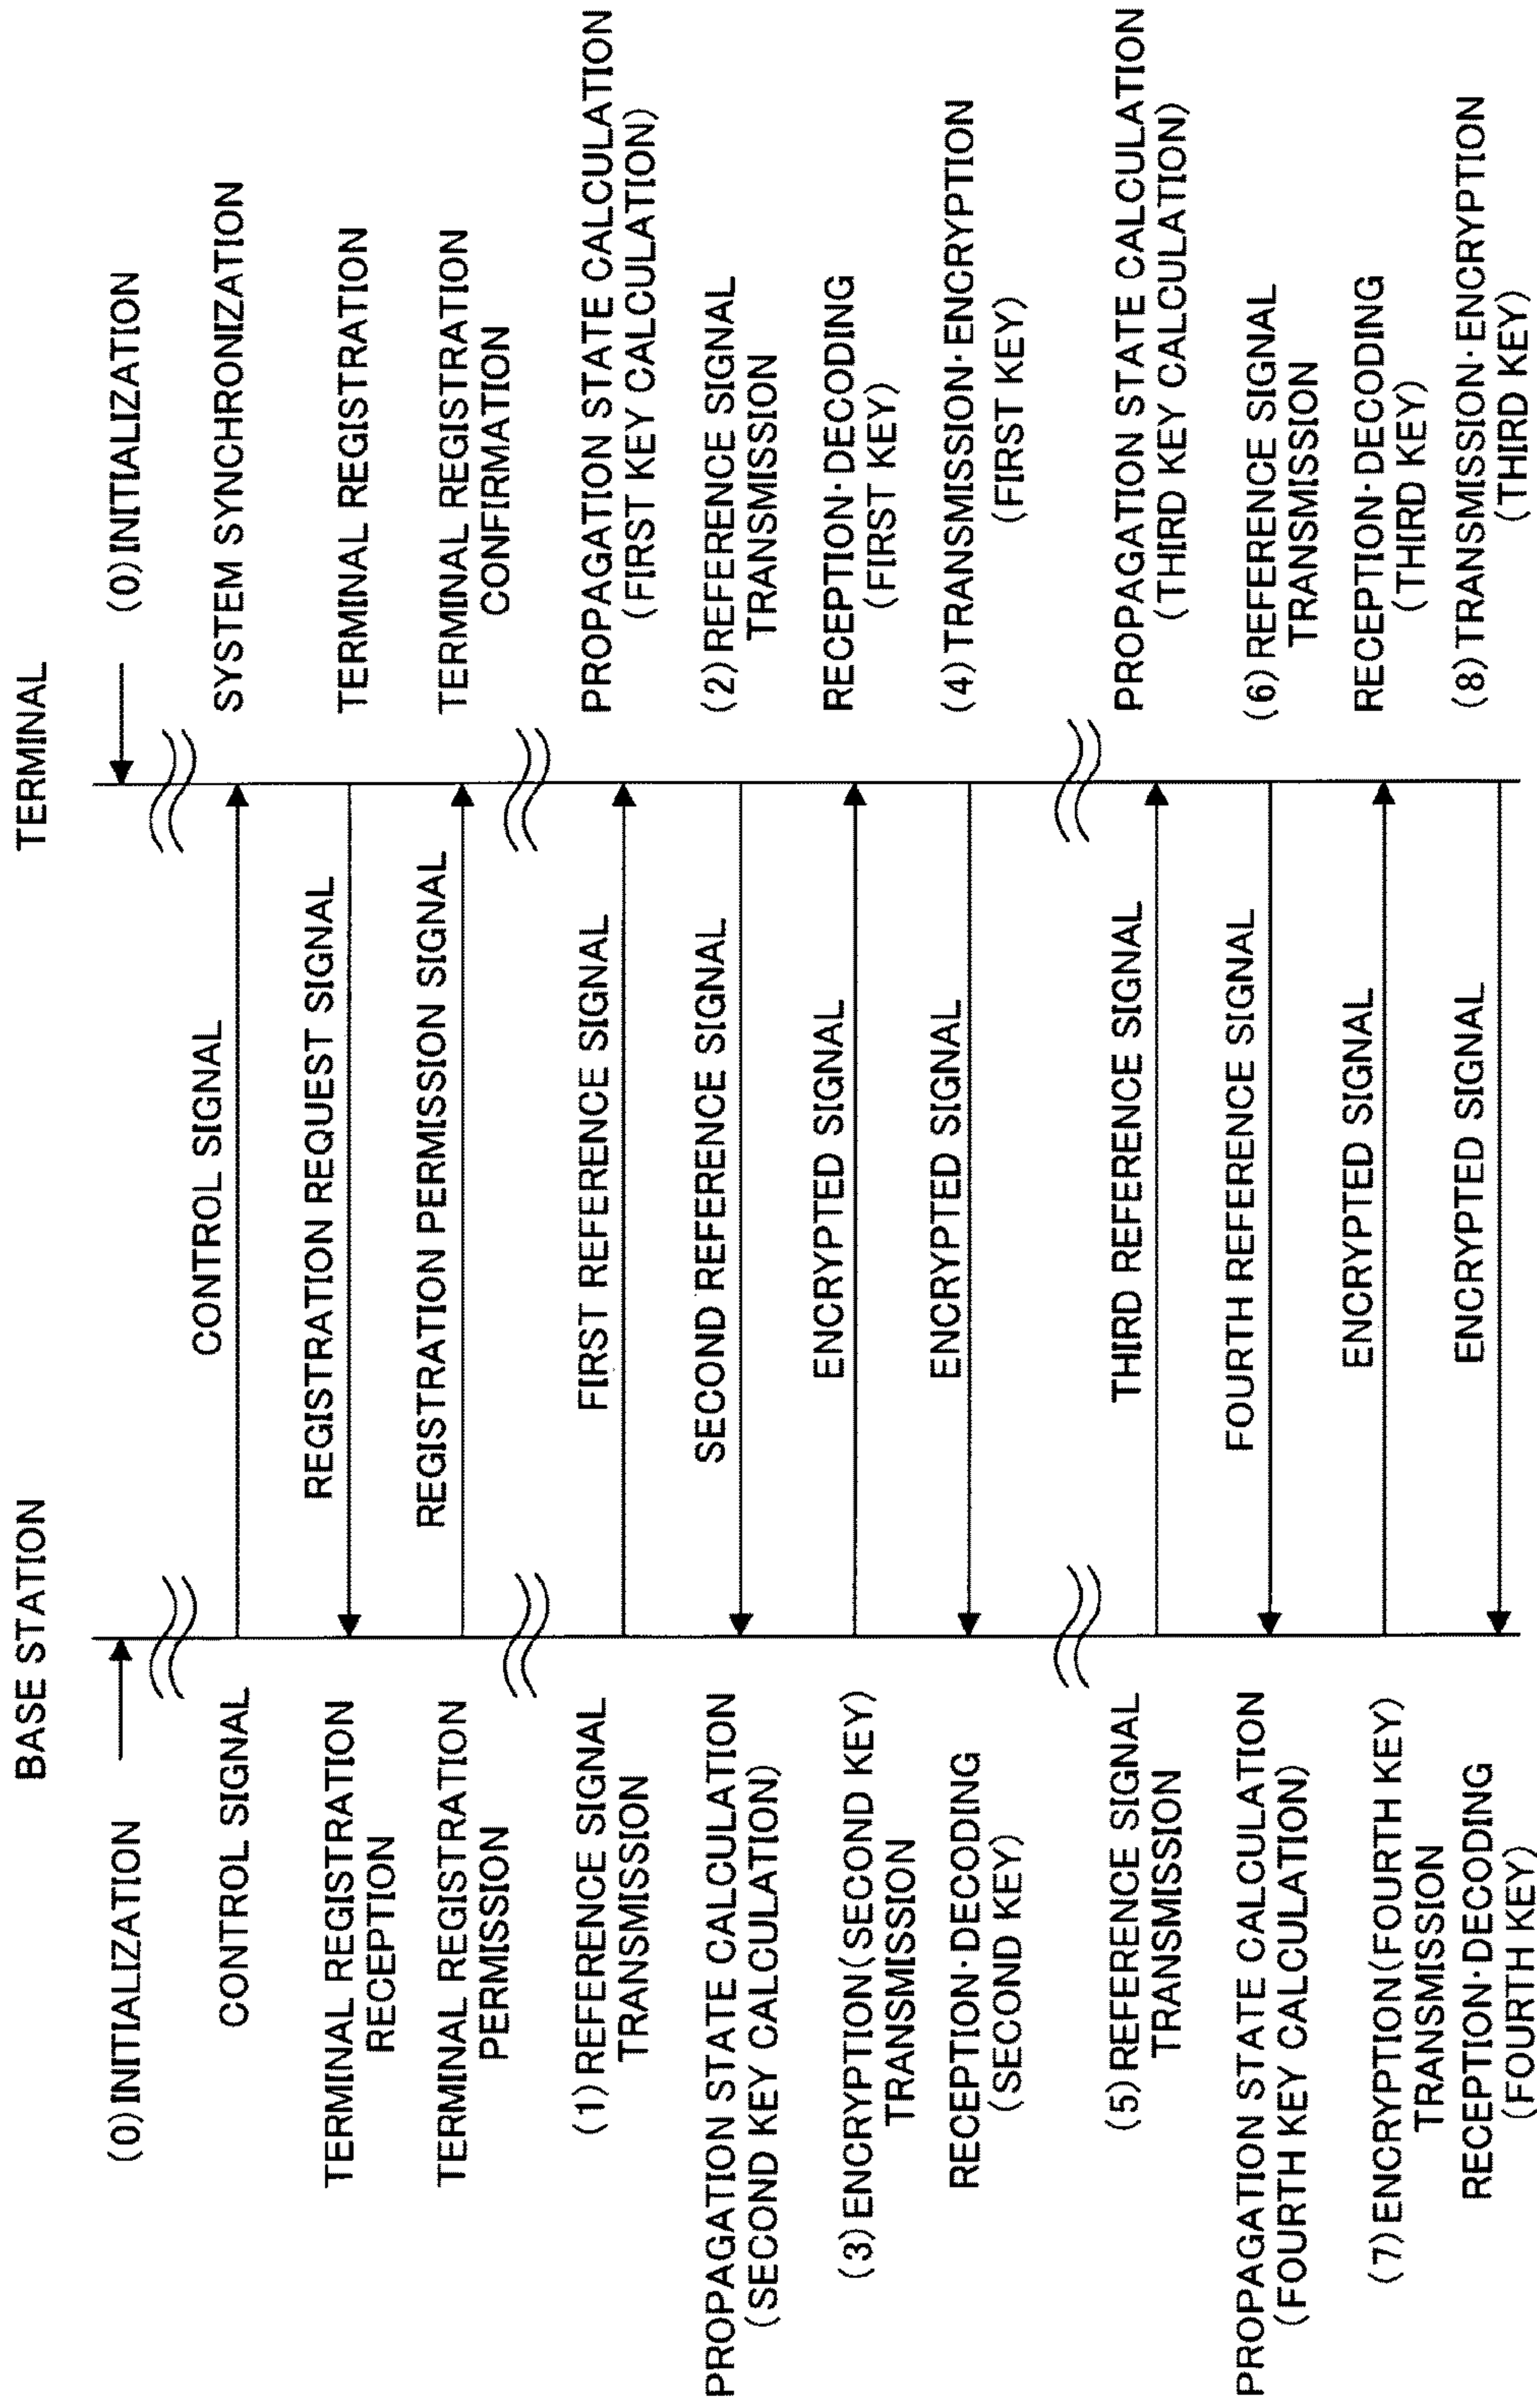 BASE STATION
TERMINAL
(0) INITIALIZATION
(0) INITIALIZATION
CONTROL SIGNAL
CONTROL SIGNAL
SYSTEM SYNCHRONIZATION
TERMINAL REGISTRATION
RECEPTION
REGISTRATION REQUEST SIGNAL
TERMINAL REGISTRATION
TERMINAL REGISTRATION
PERMISSION
REGISTRATION PERMISSION SIGNAL
TERMINAL REGISTRATION
CONFIRMATION
(1) REFERENCE SIGNAL
TRANSMISSION
FIRST REFERENCE SIGNAL
PROPAGATION STATE CALCULATION
(FIRST KEY CALCULATION)
PROPAGATION STATE CALCULATION
(SECOND KEY CALCULATION)
SECOND REFERENCE SIGNAL
(2) REFERENCE SIGNAL
TRANSMISSION
(3) ENCRYPTION(SECOND KEY)
TRANSMISSION
ENCRYPTED SIGNAL
RECEPTION·DECODING
(FIRST KEY)
RECEPTION·DECODING
(SECOND KEY)
ENCRYPTED SIGNAL
(4) TRANSMISSION·ENCRYPTION
(FIRST KEY)
(5) REFERENCE SIGNAL
TRANSMISSION
THIRD REFERENCE SIGNAL
PROPAGATION STATE CALCULATION
(THIRD KEY CALCULATION)
PROPAGATION STATE CALCULATION
(FOURTH KEY CALCULATION)
FOURTH REFERENCE SIGNAL
(6) REFERENCE SIGNAL
TRANSMISSION
(7) ENCRYPTION(FOURTH KEY)
TRANSMISSION
ENCRYPTED SIGNAL
RECEPTION·DECODING
(THIRD KEY)
RECEPTION·DECODING
(FOURTH KEY)
ENCRYPTED SIGNAL
(8) TRANSMISSION·ENCRYPTION
(THIRD KEY)